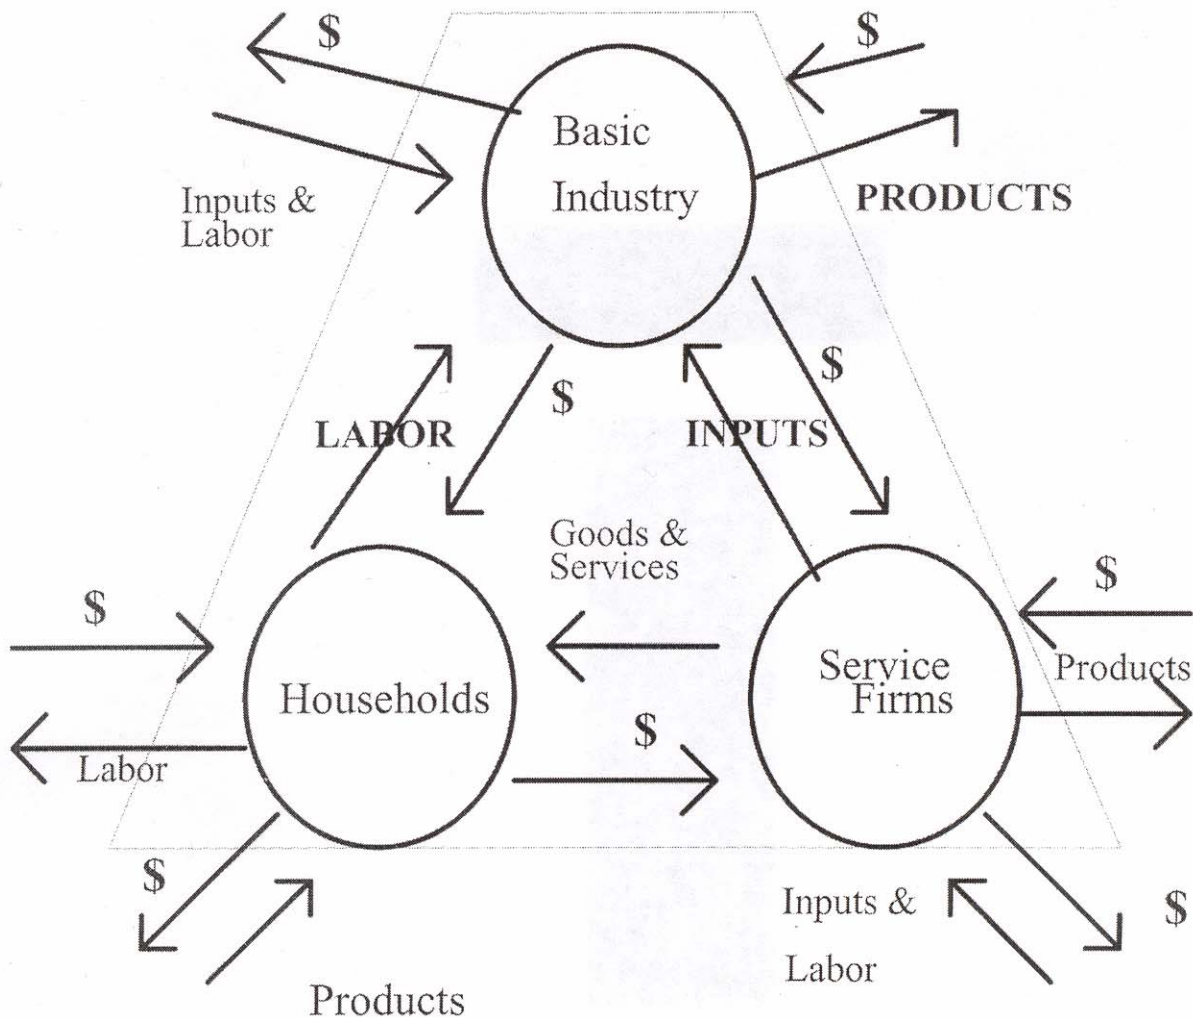 $
$
Basic
Industry
Inputs &
Labor
PRODUCTS
$
$
LABOR
INPUTS
Goods &
Services
$
$
Households
Service
Firms
Products
$
Labor
$
Inputs &
Labor
$
Products